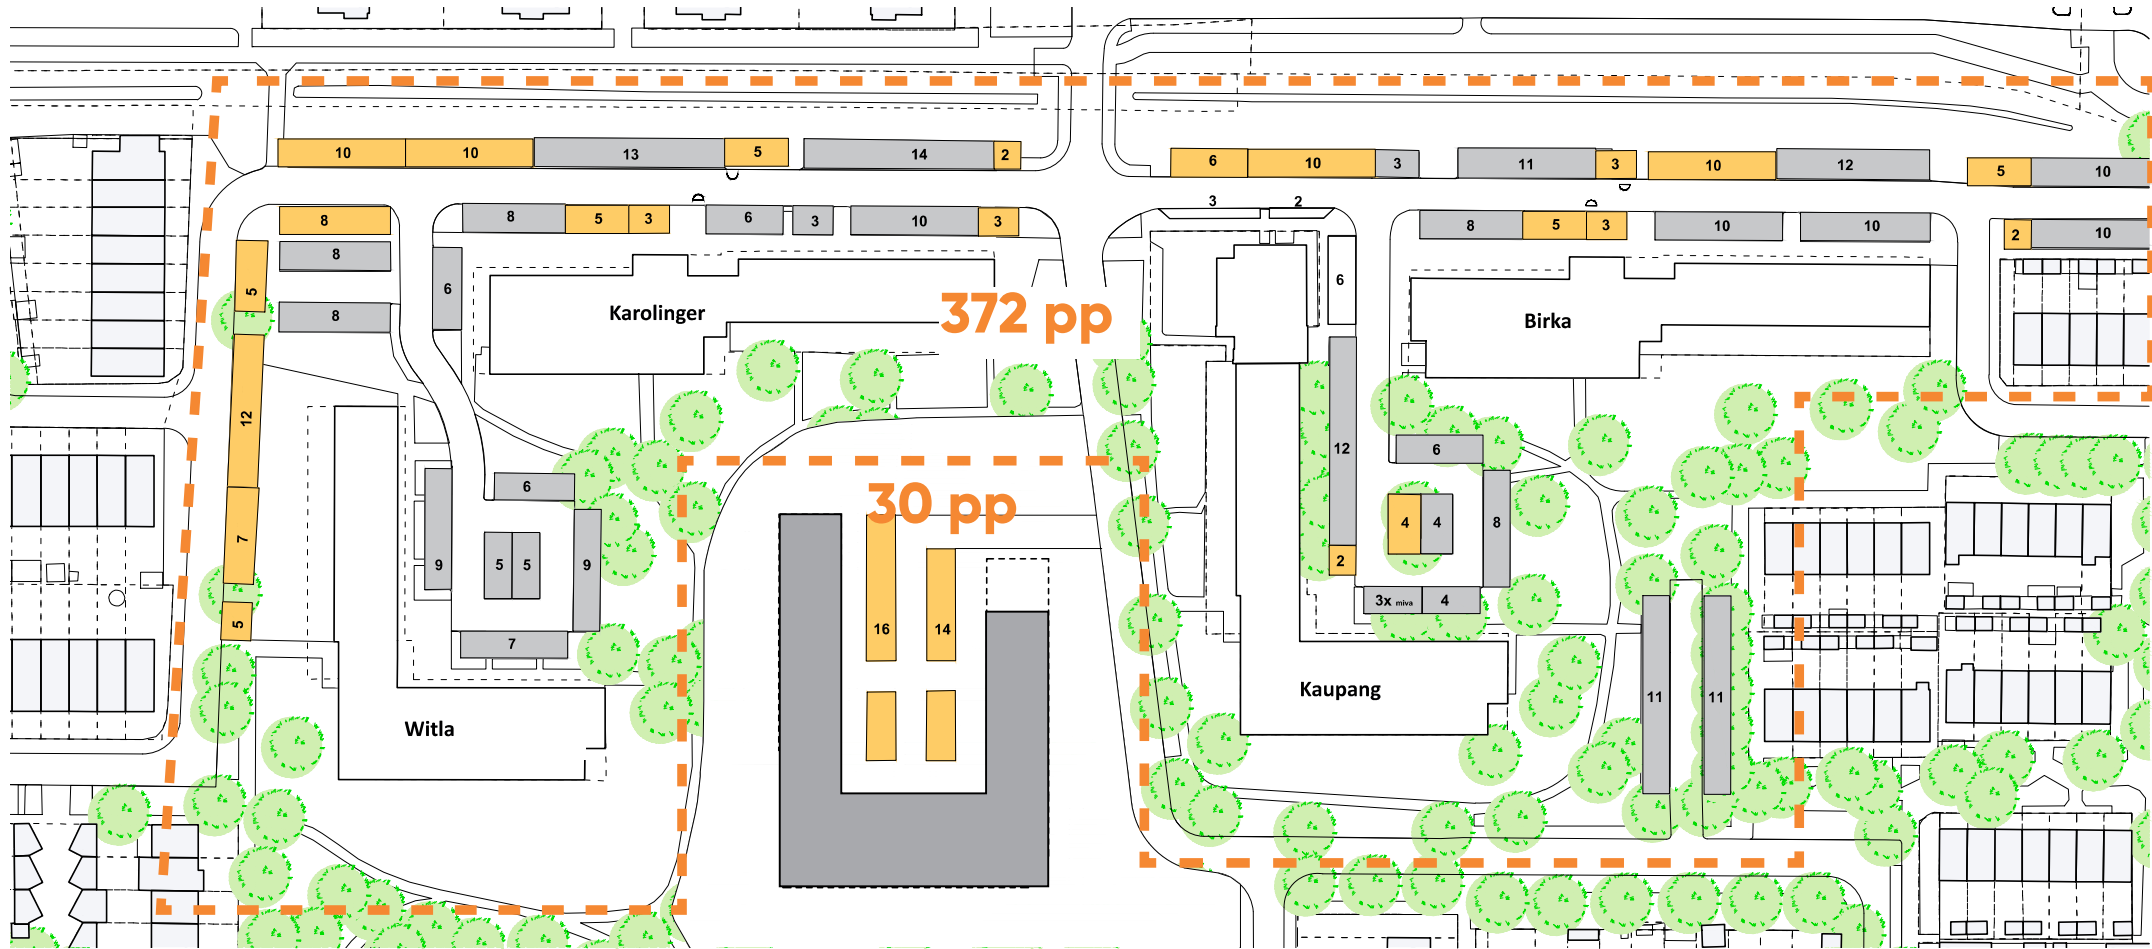 10 10 13 5 14 2 6 10 3 11 3 10 12 5 10
8 8 5 3 6 3 10 3 3 2 8 5 3 10 10 2 10
8
5 6 6
8
Karolinger
372 pp
Birka
12 12 6
6
30 pp
7 9 5 5 9 4 4 8
2
3x miva 4
5 7 16 14
Kaupang
11 11
Witla